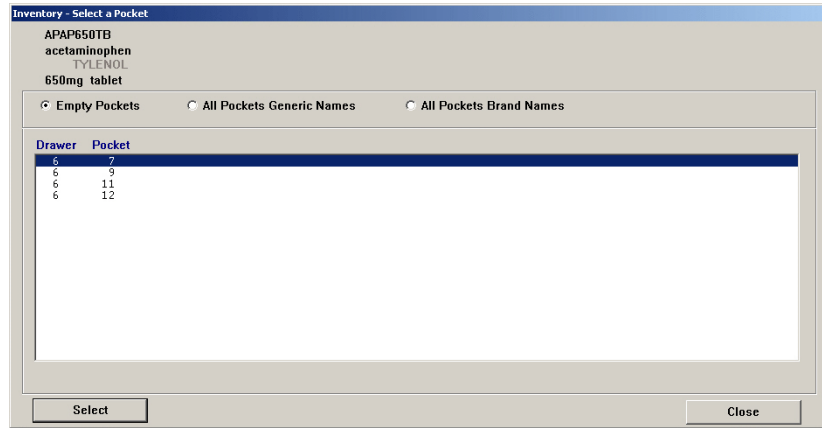 Inventory - Select a Pocket
APAP650TB
acetaminophen
TYLENOL
650mg tablet
Empty Pockets All Pockets Generic Names All Pockets Brand Names
Drawer Pocket
6 7
6 9
6 11
6 12
Select Close